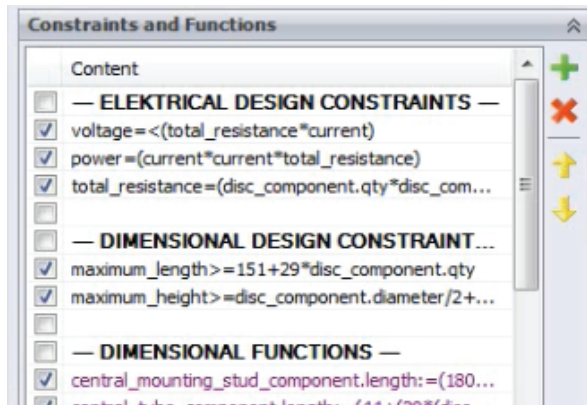 Constraints and Functions
Content
— ELEKTRICAL DESIGN CONSTRAINTS —
voltage=<(total_resistance*current)
power=(current*current*total_resistance)
total_resistance=(disc_component.qty*disc_com...
— DIMENSIONAL DESIGN CONSTRAINT...
maximum_length>=151+29*disc_component.qty
maximum_height>=disc_component.diameter/2+...
— DIMENSIONAL FUNCTIONS —
central_mounting_stud_component.length:=(180...